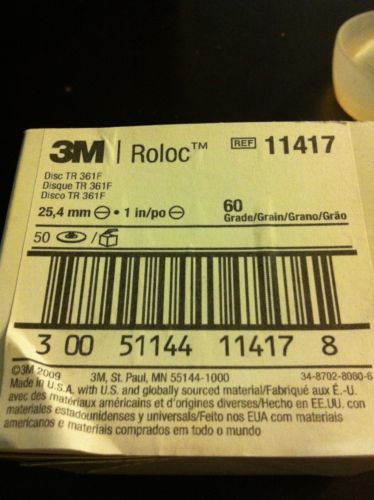 3M | Roloc™ REF 11417
Disc TR 361F
Disque TR 361F
Disco TR 361F
25,4 mm • 1 in/po
60
Grade/Grain/Grano/Grão
50 /
3 00 51144 11417 8
©3M 2009 3M, St. Paul, MN 55144-1000 34-8702-8080-6
Made in U.S.A. with U.S. and globally sourced material/Fabriqué aux É.-U.
avec des matériaux américains et d'origines diverses/Hecho en EE.UU. con
materiales estadounidenses y universals/Feito nos EUA com materiais
americanos e materiais comprados em todo o mundo